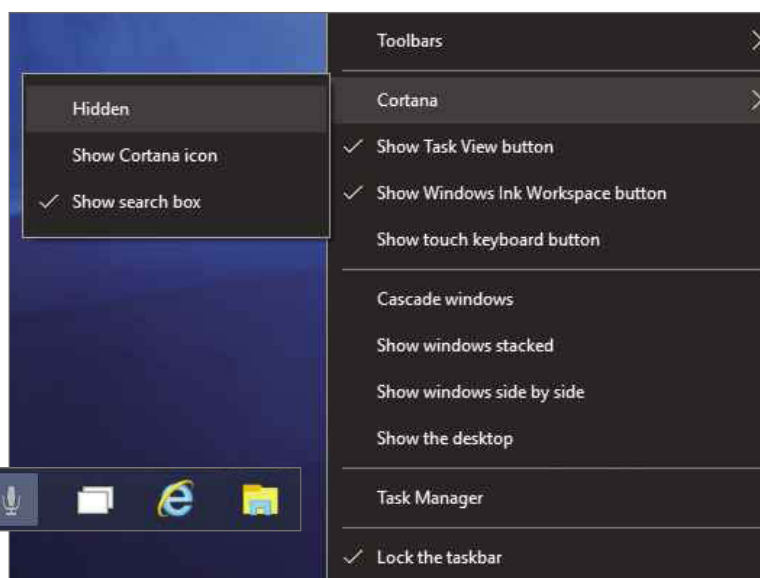 Toolbars
Cortana
Show Task View button
Show Windows Ink Workspace button
Show touch keyboard button
Cascade windows
Show windows stacked
Show windows side by side
Show the desktop
Task Manager
Lock the taskbar
Hidden
Show Cortana icon
Show search box